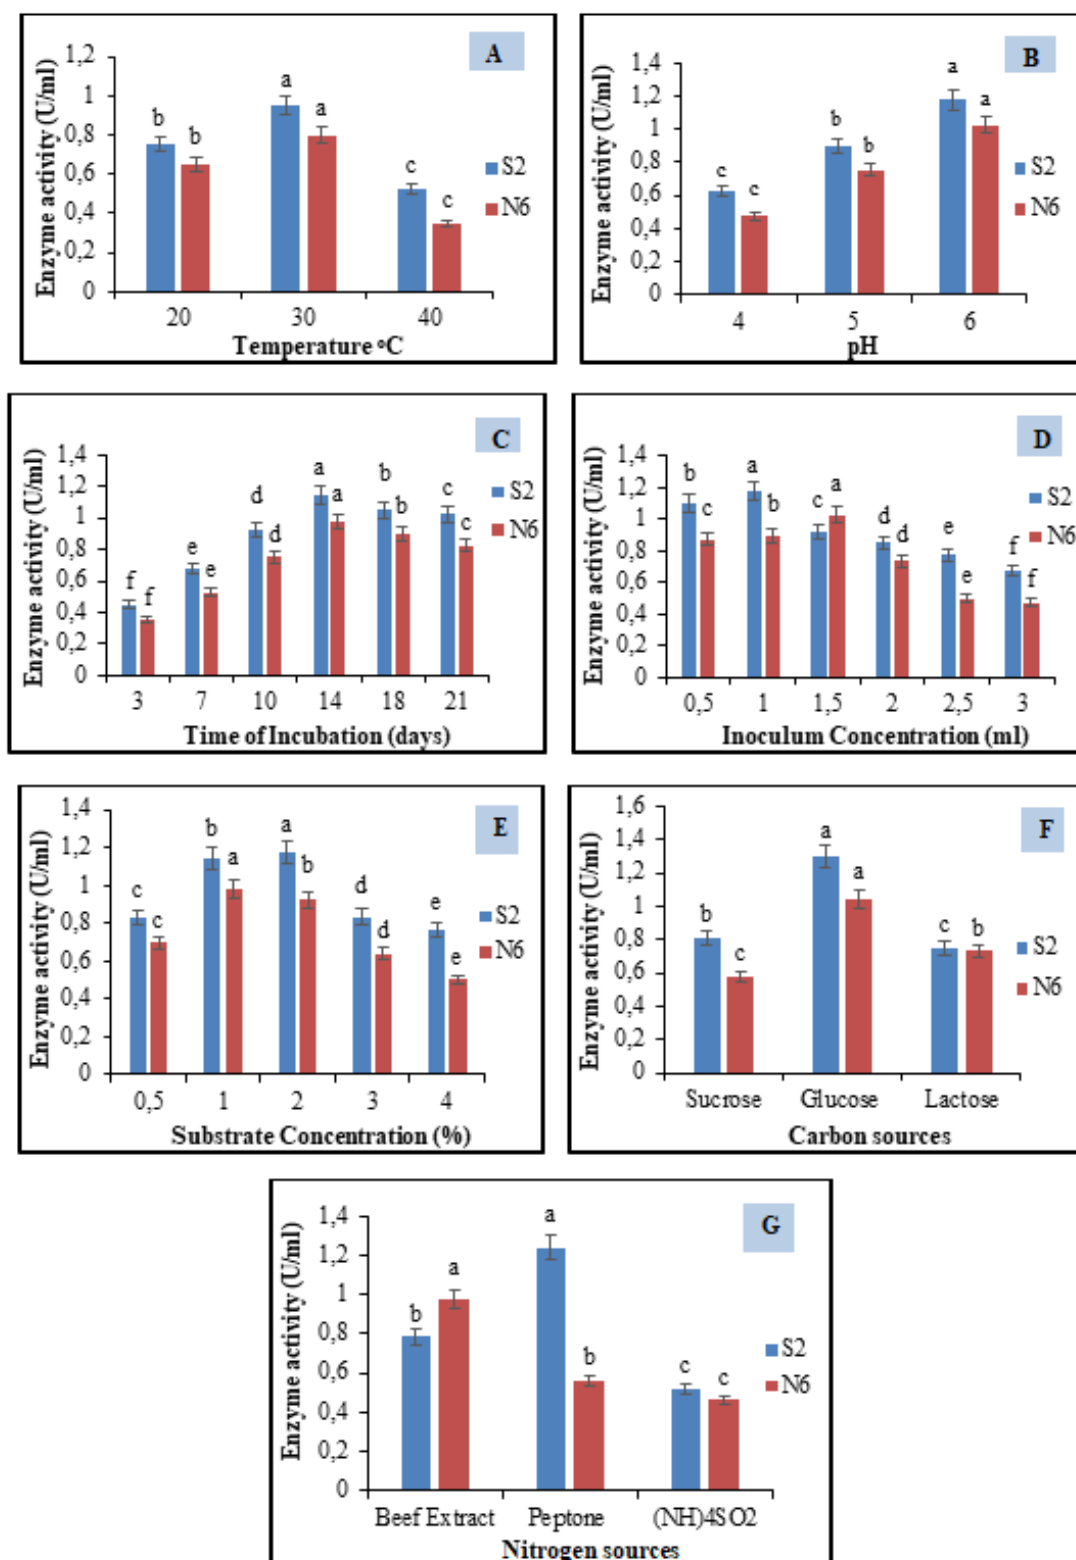 A
Enzyme activity (U/ml)
1,2
1
0,8
0,6
0,4
0,2
0
b
b
a
a
c
c
S2
N6
20 30 40
Temperature °C
B
Enzyme activity (U/ml)
1,4
1,2
1
0,8
0,6
0,4
0,2
0
c
c
b
b
a
a
S2
N6
4 5 6
pH
C
Enzyme activity (U/ml)
1,4
1,2
1
0,8
0,6
0,4
0,2
0
f
f
e
e
d
d
a
a
b
b
c
c
S2
N6
3 7 10 14 18 21
Time of Incubation (days)
D
Enzyme activity (U/ml)
1,4
1,2
1
0,8
0,6
0,4
0,2
0
b
c
a
b
c
a
d
d
e
e
f
f
S2
N6
0,5 1 1,5 2 2,5 3
Inoculum Concentration (ml)
E
Enzyme activity (U/ml)
1,4
1,2
1
0,8
0,6
0,4
0,2
0
c
c
b
a
a
b
d
d
e
e
S2
N6
0,5 1 2 3 4
Substrate Concentration (%)
F
Enzyme activity (U/ml)
1,6
1,4
1,2
1
0,8
0,6
0,4
0,2
0
b
c
a
a
c
b
S2
N6
Sucrose Glucose Lactose
Carbon sources
G
Enzyme activity (U/ml)
1,4
1,2
1
0,8
0,6
0,4
0,2
0
b
a
a
b
c
c
S2
N6
Beef Extract Peptone (NH)4SO2
Nitrogen sources